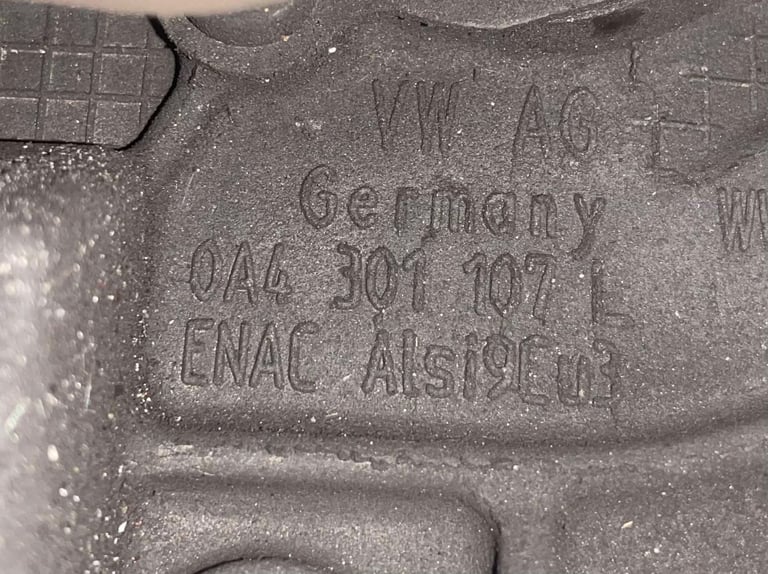 VW AG
Germany
0A4 301 107 L
ENAC Alsi9Cu3